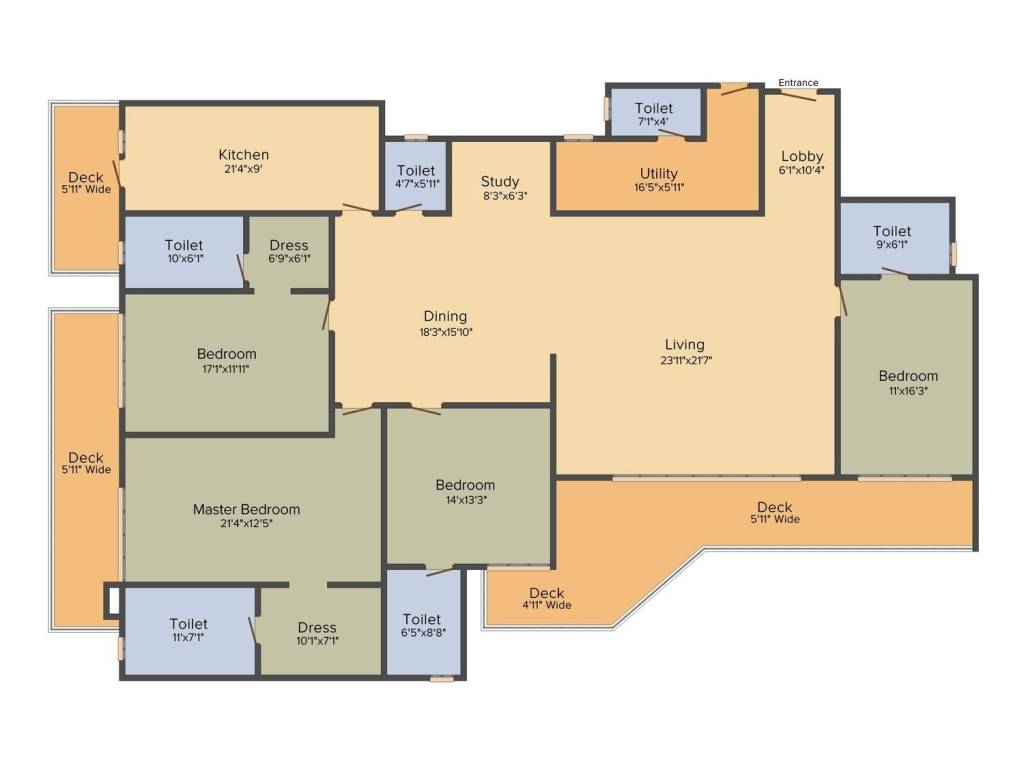 Entrance
Toilet
7'1"x4'
Kitchen
21'4"x9'
Lobby
6'1"x10'4"
Toilet
4'7"x5'11"
Study
8'3"x6'3"
Utility
16'5"x5'11"
Deck
5'11" Wide
Toilet
9'x6'1"
Toilet
10'x6'1"
Dress
6'9"x6'1"
Dining
18'3"x15'10"
Living
23'11"x21'7"
Bedroom
17'1"x11'11"
Bedroom
11'x16'3"
Deck
5'11" Wide
Bedroom
14'x13'3"
Master Bedroom
21'4"x12'5"
Deck
5'11" Wide
Deck
4'11" Wide
Toilet
11'x7'1"
Dress
10'1"x7'1"
Toilet
6'5"x8'8"